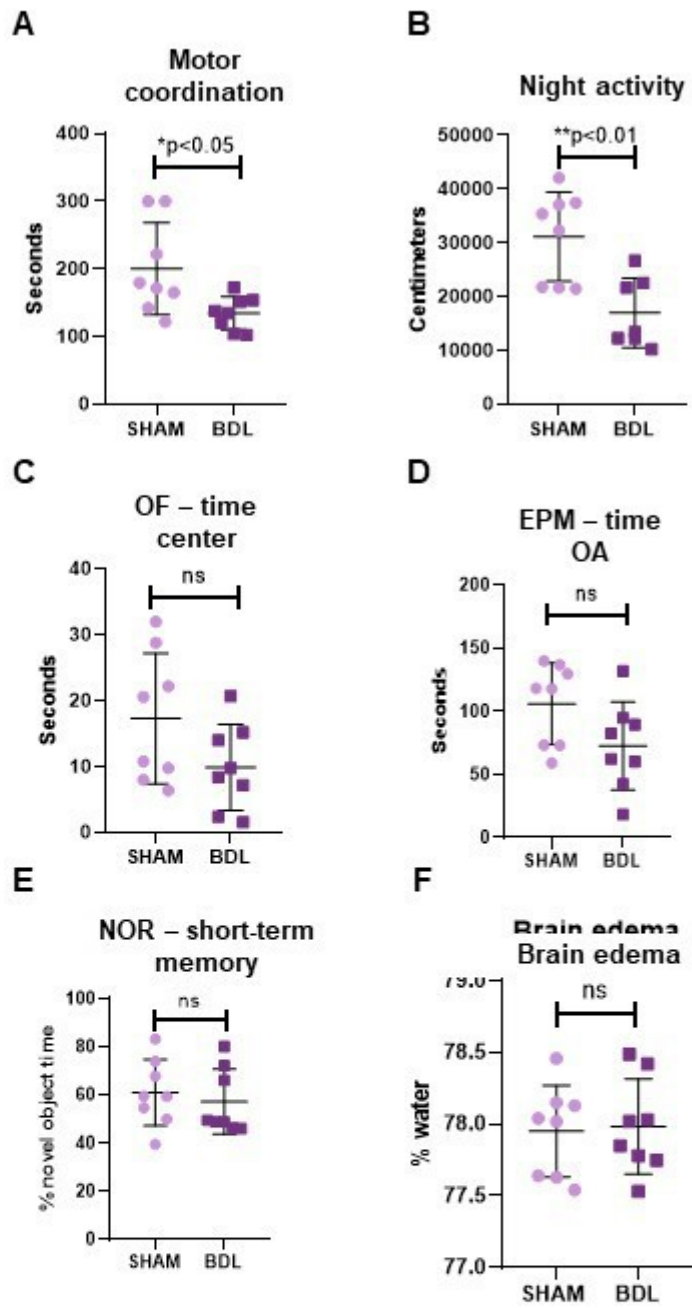 A
Motor
coordination
400
*p<0.05
300
Seconds
200
100
0
SHAM BDL
B
Night activity
50000
**p<0.01
40000
Centimeters
30000
20000
10000
0
SHAM BDL
C
OF – time
center
40
ns
30
Seconds
20
10
0
SHAM BDL
D
EPM – time
OA
200
ns
150
Seconds
100
50
0
SHAM BDL
E
NOR – short-term
memory
100
ns
80
% novel object time
60
40
20
0
SHAM BDL
F
Brain edema
Brain edema
79.0
ns
78.5
% water
78.0
77.5
77.0
SHAM BDL